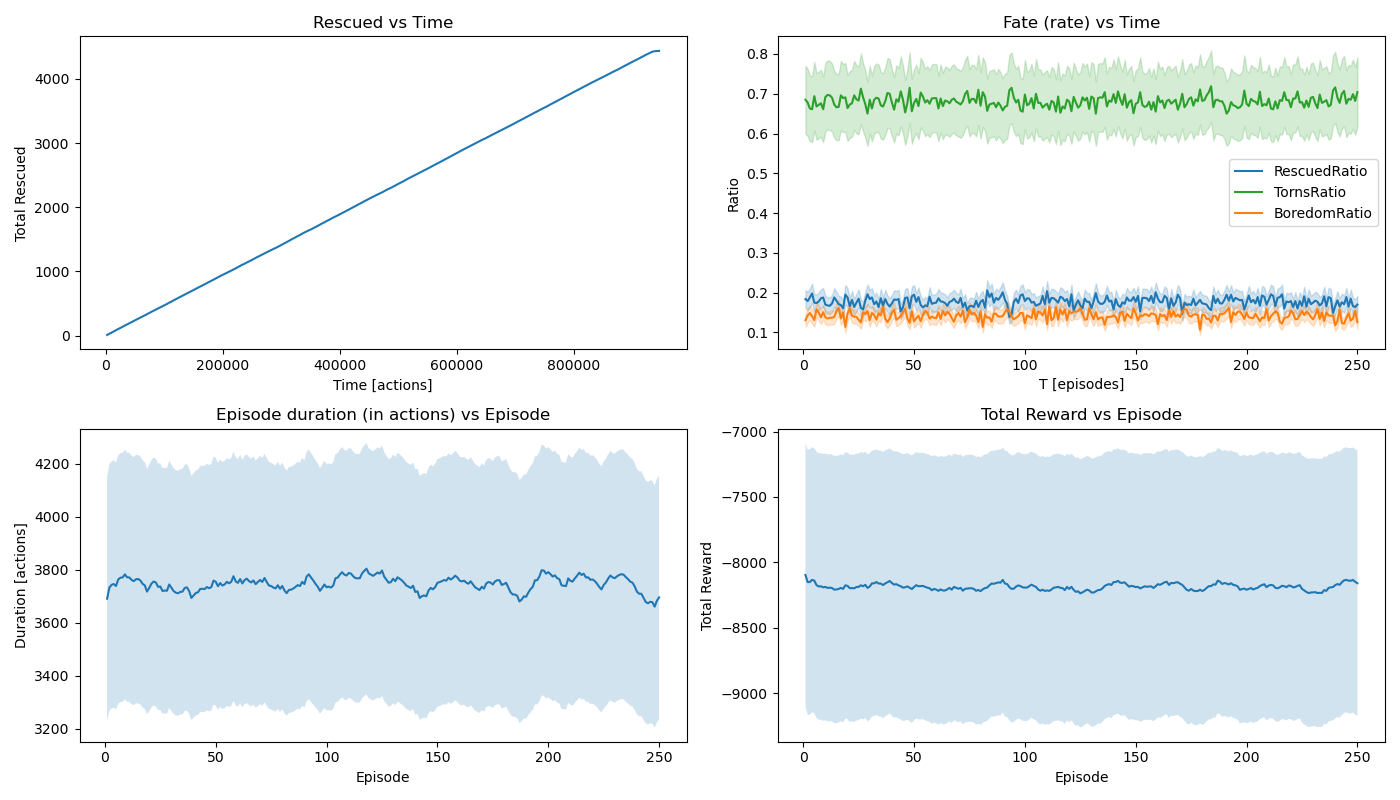 Rescued vs Time
4000
3000
2000
1000
0
Total Rescued
0 200000 400000 600000 800000
Time [actions]
Fate (rate) vs Time
0.8
0.7
0.6
0.5
0.4
0.3
0.2
0.1
Ratio
RescuedRatio
TornsRatio
BoredomRatio
0 50 100 150 200 250
T [episodes]
Episode duration (in actions) vs Episode
4200
4000
3800
3600
3400
3200
Duration [actions]
0 50 100 150 200 250
Episode
Total Reward vs Episode
−7000
−7500
−8000
−8500
−9000
Total Reward
0 50 100 150 200 250
Episode